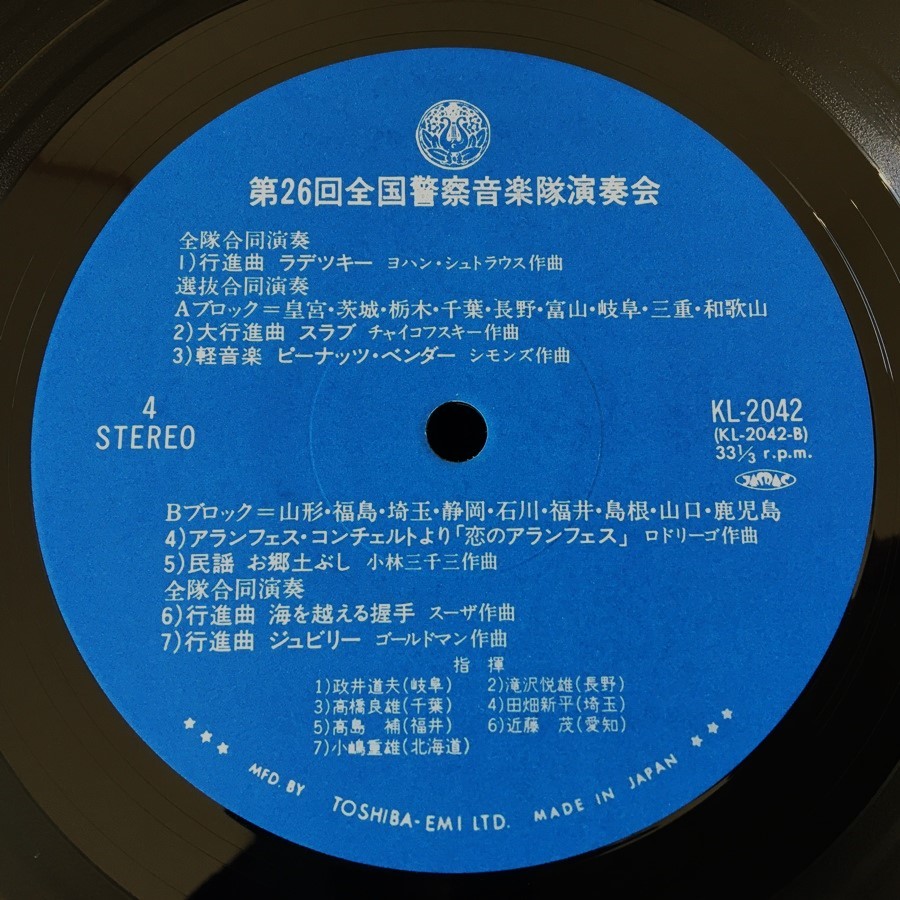 第26回全国警察音楽隊演奏会
全隊合同演奏
1)行進曲 ラデツキー ヨハン・シュトラウス作曲
選抜合同演奏
Aブロック=皇宮・茨城・栃木・千葉・長野・富山・岐阜・三重・和歌山
2)大行進曲 スラブ チャイコフスキー作曲
3)軽音楽 ピーナッツ・ベンダー シモンズ作曲
4
STEREO
KL-2042
(KL-2042-B)
33⅓ r.p.m.
JASRAC
Bブロック=山形・福島・埼玉・静岡・石川・福井・島根・山口・鹿児島
4)アランフェス・コンチェルトより「恋のアランフェス」 ロドリーゴ作曲
5)民謡 お郷土ぶし 小林三千三作曲
全隊合同演奏
6)行進曲 海を越える握手 スーザ作曲
7)行進曲 ジュビリー ゴールドマン作曲
指 揮
1)政井道夫(岐阜) 2)滝沢悦雄(長野)
3)高橋良雄(千葉) 4)田畑新平(埼玉)
5)高島 補(福井) 6)近藤 茂(愛知)
7)小嶋重雄(北海道)
MFD. BY TOSHIBA-EMI LTD. MADE IN JAPAN